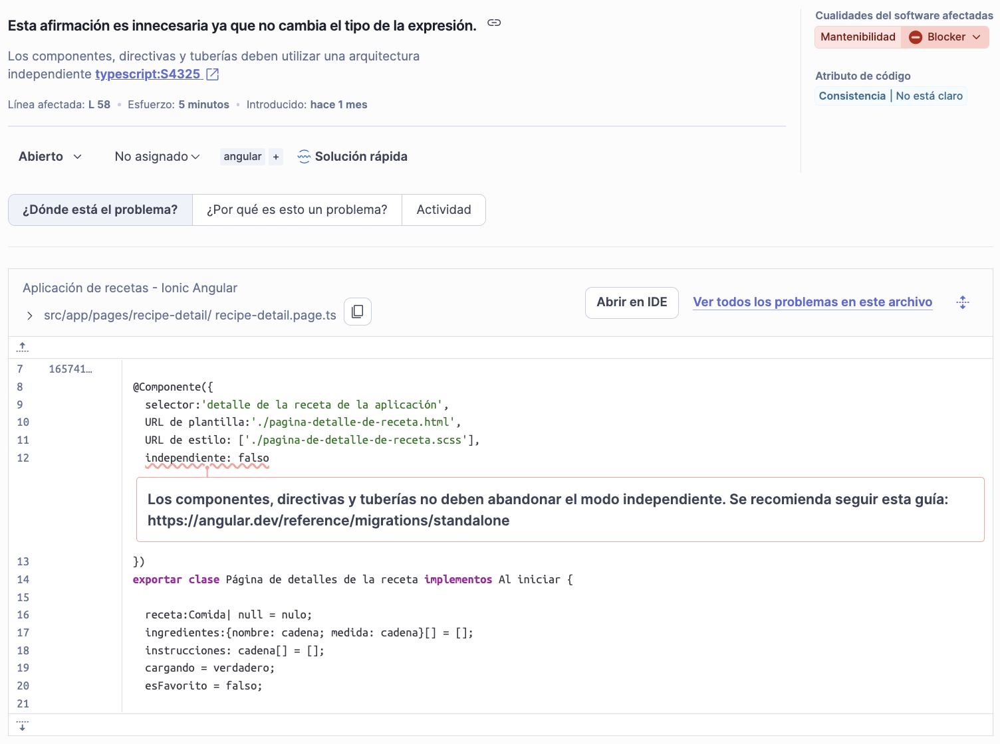 Esta afirmación es innecesaria ya que no cambia el tipo de la expresión.
Los componentes, directivas y tuberías deben utilizar una arquitectura
independiente typescript:S4325
Línea afectada: L 58 • Esfuerzo: 5 minutos • Introducido: hace 1 mes
Cualidades del software afectadas
Mantenibilidad Blocker
Atributo de código
Consistencia | No está claro
Abierto No asignado angular + Solución rápida
¿Dónde está el problema? ¿Por qué es esto un problema? Actividad
Aplicación de recetas - Ionic Angular
src/app/pages/recipe-detail/ recipe-detail.page.ts
Abrir en IDE Ver todos los problemas en este archivo
7 165741…
8 @Componente({
9 selector:'detalle de la receta de la aplicación',
10 URL de plantilla:'./pagina-detalle-de-receta.html',
11 URL de estilo: ['./pagina-de-detalle-de-receta.scss'],
12 independiente: falso
Los componentes, directivas y tuberías no deben abandonar el modo independiente. Se recomienda seguir esta guía:
https://angular.dev/reference/migrations/standalone
13 })
14 exportar clase Página de detalles de la receta implementos Al iniciar {
15
16 receta:Comida| null = nulo;
17 ingredientes:{nombre: cadena; medida: cadena}[] = [];
18 instrucciones: cadena[] = [];
19 cargando = verdadero;
20 esFavorito = falso;
21